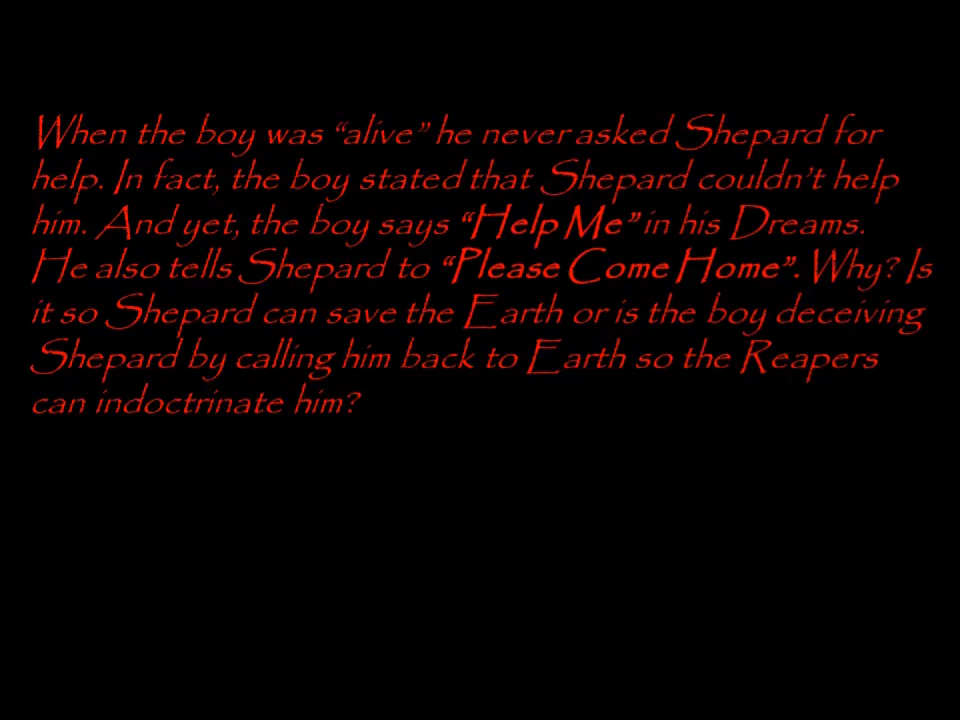 When the boy was “alive” he never asked Shepard for
help. In fact, the boy stated that Shepard couldn’t help
him. And yet, the boy says “Help Me” in his Dreams.
He also tells Shepard to “Please Come Home”. Why? Is
it so Shepard can save the Earth or is the boy deceiving
Shepard by calling him back to Earth so the Reapers
can indoctrinate him?